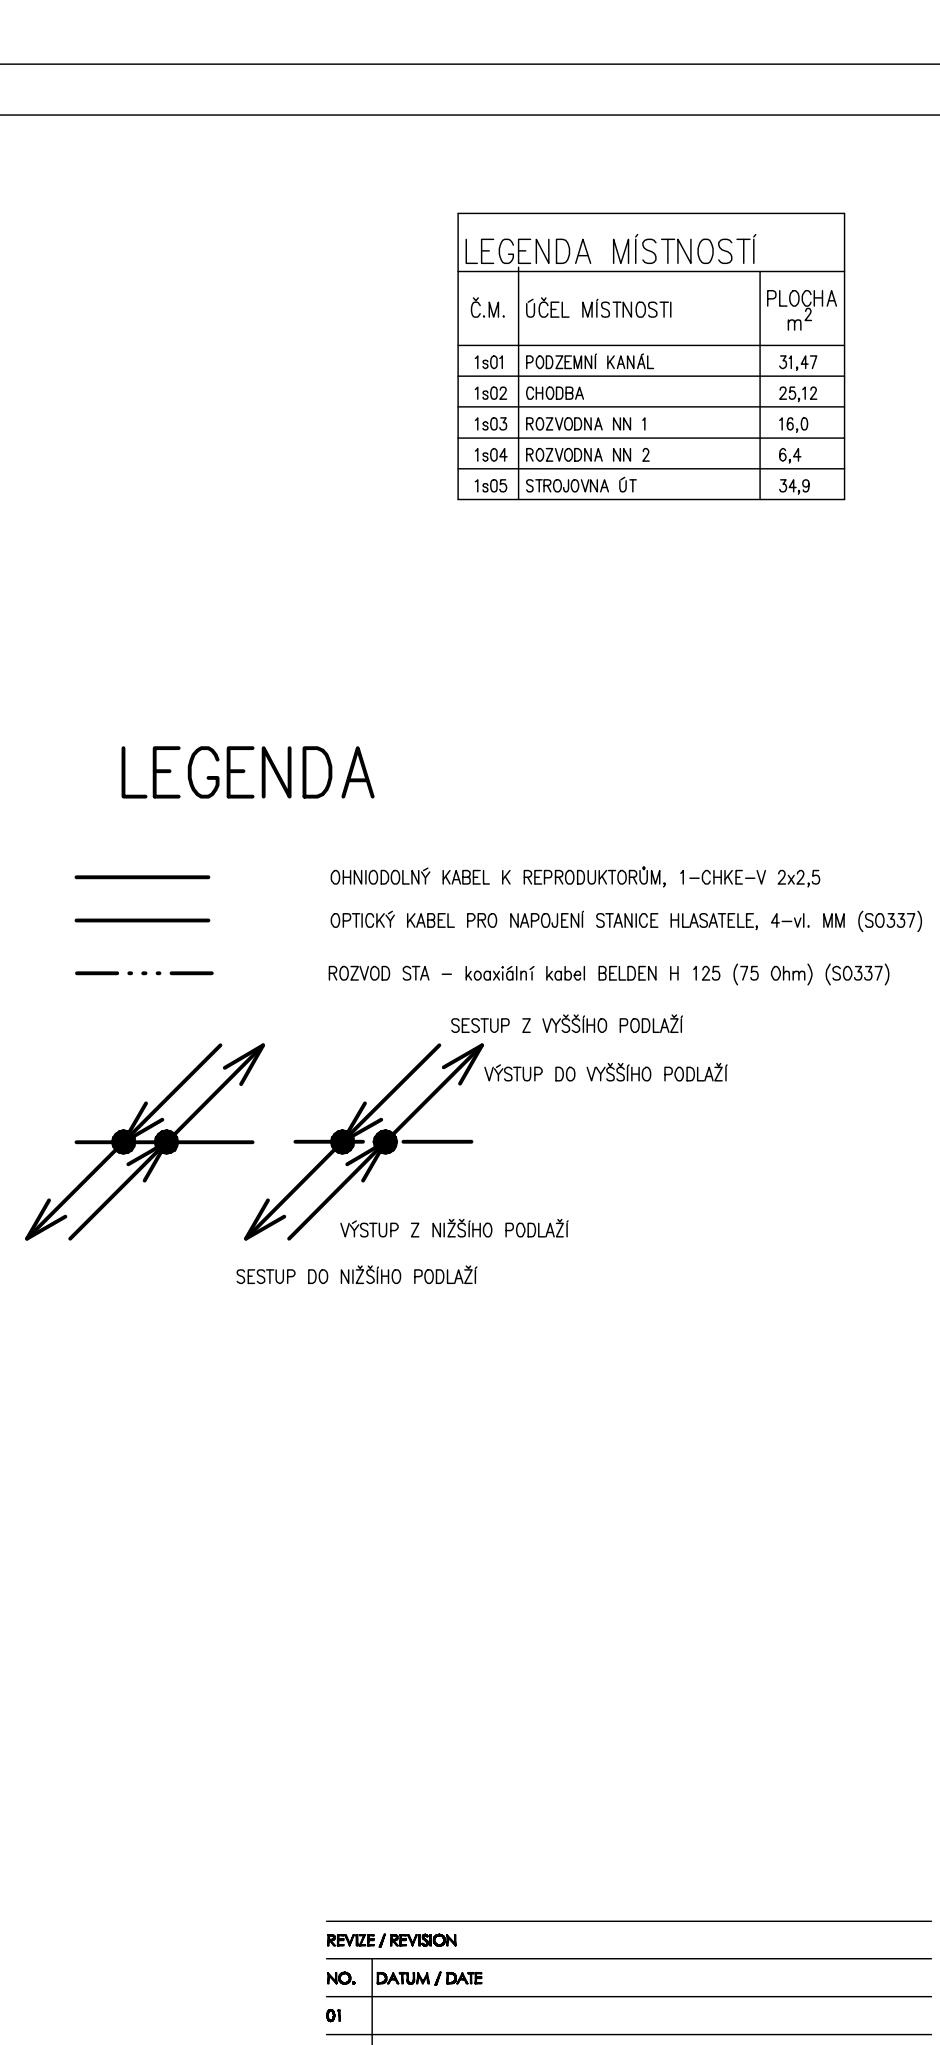 LEGENDA MÍSTNOSTÍ
Č.M. ÚČEL MÍSTNOSTI PLOCHA m2
1s01 PODZEMNÍ KANÁL 31,47
1s02 CHODBA 25,12
1s03 ROZVODNA NN 1 16,0
1s04 ROZVODNA NN 2 6,4
1s05 STROJOVNA ÚT 34,9
LEGENDA
OHNIODOLNÝ KABEL K REPRODUKTORŮM, 1-CHKE-V 2x2,5
OPTICKÝ KABEL PRO NAPOJENÍ STANICE HLASATELE, 4-vl. MM (SO337)
ROZVOD STA - koaxiální kabel BELDEN H 125 (75 Ohm) (SO337)
SESTUP Z VYŠŠÍHO PODLAŽÍ
VÝSTUP DO VYŠŠÍHO PODLAŽÍ
VÝSTUP Z NIŽŠÍHO PODLAŽÍ
SESTUP DO NIŽŠÍHO PODLAŽÍ
REVIZE / REVISION
NO. DATUM / DATE
01